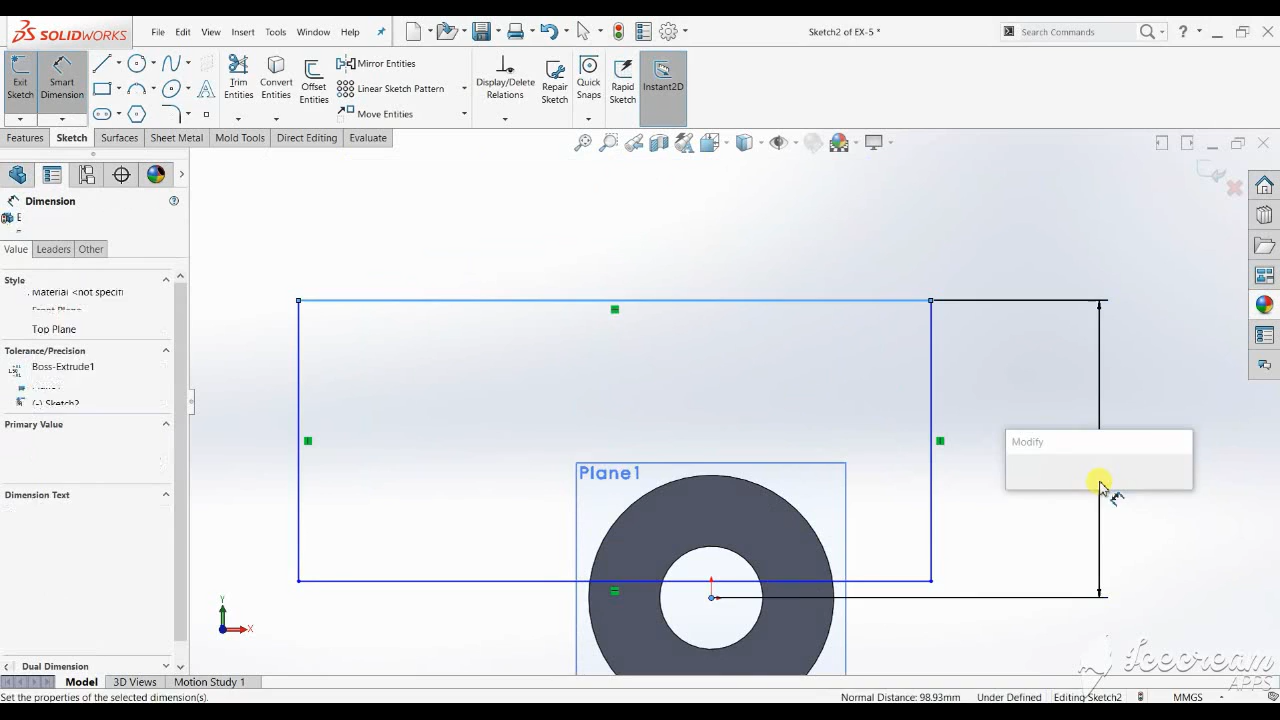 SOLIDWORKS
File Edit View Insert Tools Window Help
Sketch2 of EX-5 *
Search Commands
Exit Sketch
Smart Dimension
Trim Entities
Convert Entities
Offset Entities
Mirror Entities
Linear Sketch Pattern
Move Entities
Display/Delete Relations
Repair Sketch
Quick Snaps
Rapid Sketch
Instant2D
Features Sketch Surfaces Sheet Metal Mold Tools Direct Editing Evaluate
Dimension
Value Leaders Other
Style
Material <not specifi
Front Plane
Top Plane
Tolerance/Precision
Boss-Extrude1
(-) Sketch2
Primary Value
Dimension Text
Dual Dimension
Modify
Plane1
Y
X
Model 3D Views Motion Study 1
Set the properties of the selected dimension(s).
Normal Distance: 98.93mm Under Defined Editing Sketch2 MMGS
Icecream
APPS